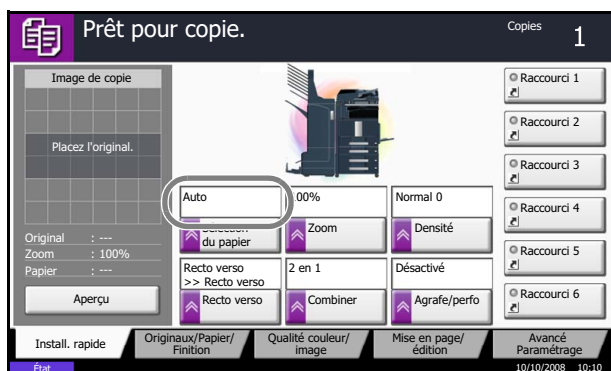 Prêt pour copie.
Copies
1
Image de copie
Placez l'original.
Original : ---
Zoom : 100%
Papier : ---
Aperçu
Auto
100%
Normal 0
Sélection
du papier
Zoom
Densité
Recto verso
>> Recto verso
2 en 1
Désactivé
Recto verso
Combiner
Agrafe/perfo
Raccourci 1
Raccourci 2
Raccourci 3
Raccourci 4
Raccourci 5
Raccourci 6
Install. rapide
Originaux/Papier/
Finition
Qualité couleur/
image
Mise en page/
édition
Avancé
Paramétrage
État
10/10/2008 10:10